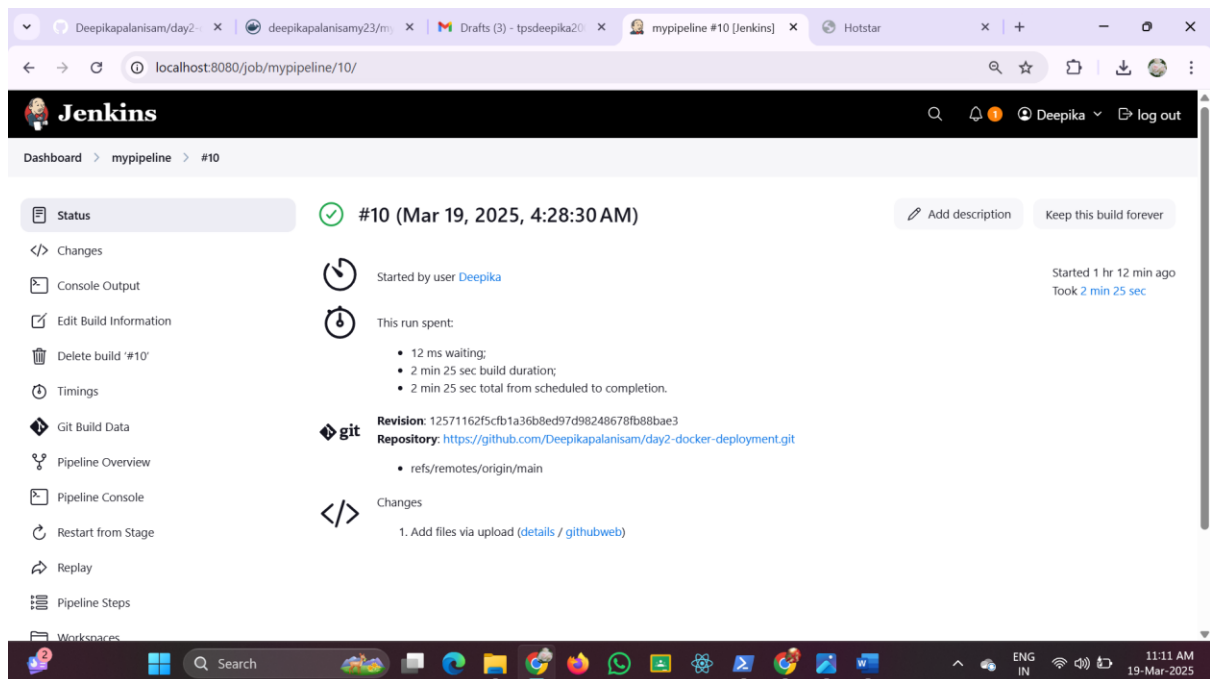 Deepikapalanisam/day2-
deepikapalanisamy23/my
Drafts (3) - tpsdeepika20
mypipeline #10 [Jenkins]
Hotstar
localhost:8080/job/mypipeline/10/
Jenkins
1
Deepika
log out
Dashboard > mypipeline > #10
Status
Changes
Console Output
Edit Build Information
Delete build '#10'
Timings
Git Build Data
Pipeline Overview
Pipeline Console
Restart from Stage
Replay
Pipeline Steps
Workspaces
#10 (Mar 19, 2025, 4:28:30 AM)
Add description
Keep this build forever
Started by user Deepika
Started 1 hr 12 min ago
Took 2 min 25 sec
This run spent:
• 12 ms waiting;
• 2 min 25 sec build duration;
• 2 min 25 sec total from scheduled to completion.
git
Revision: 12571162f5cfb1a36b8ed97d98248678fb88bae3
Repository: https://github.com/Deepikapalanisam/day2-docker-deployment.git
• refs/remotes/origin/main
Changes
1. Add files via upload (details / githubweb)
2
Search
ENG
IN
11:11 AM
19-Mar-2025